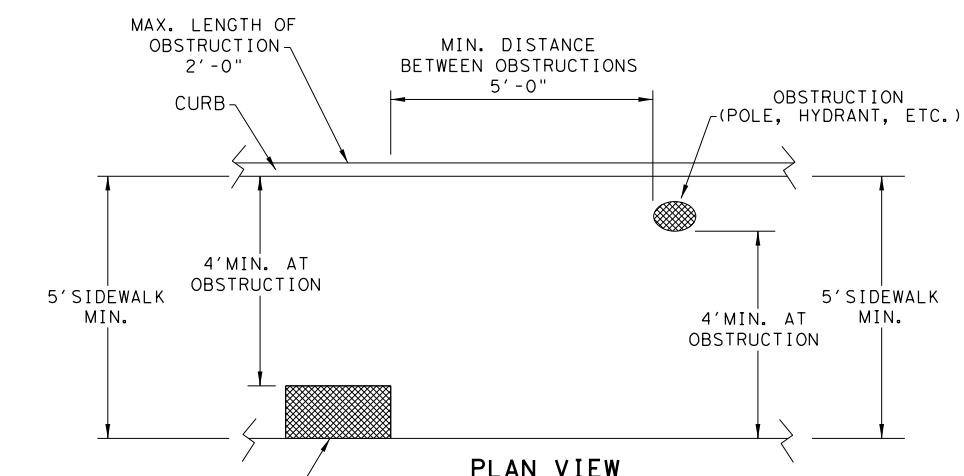 MAX. LENGTH OF
OBSTRUCTION
2'-0"
MIN. DISTANCE
BETWEEN OBSTRUCTIONS
5'-0"
CURB
OBSTRUCTION
(POLE, HYDRANT, ETC.)
4'MIN. AT
OBSTRUCTION
5'SIDEWALK
MIN.
4'MIN. AT
OBSTRUCTION
5'SIDEWALK
MIN.
PLAN VIEW